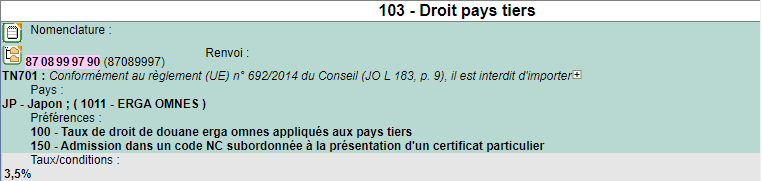 103 - Droit pays tiers
Nomenclature :
Renvoi :
87 08 99 97 90 (87089997)
TN701 : Conformément au règlement (UE) n° 692/2014 du Conseil (JO L 183, p. 9), il est interdit d'importer
Pays :
JP - Japon ; ( 1011 - ERGA OMNES )
Préférences :
100 - Taux de droit de douane erga omnes appliqués aux pays tiers
150 - Admission dans un code NC subordonnée à la présentation d'un certificat particulier
Taux/conditions :
3,5%